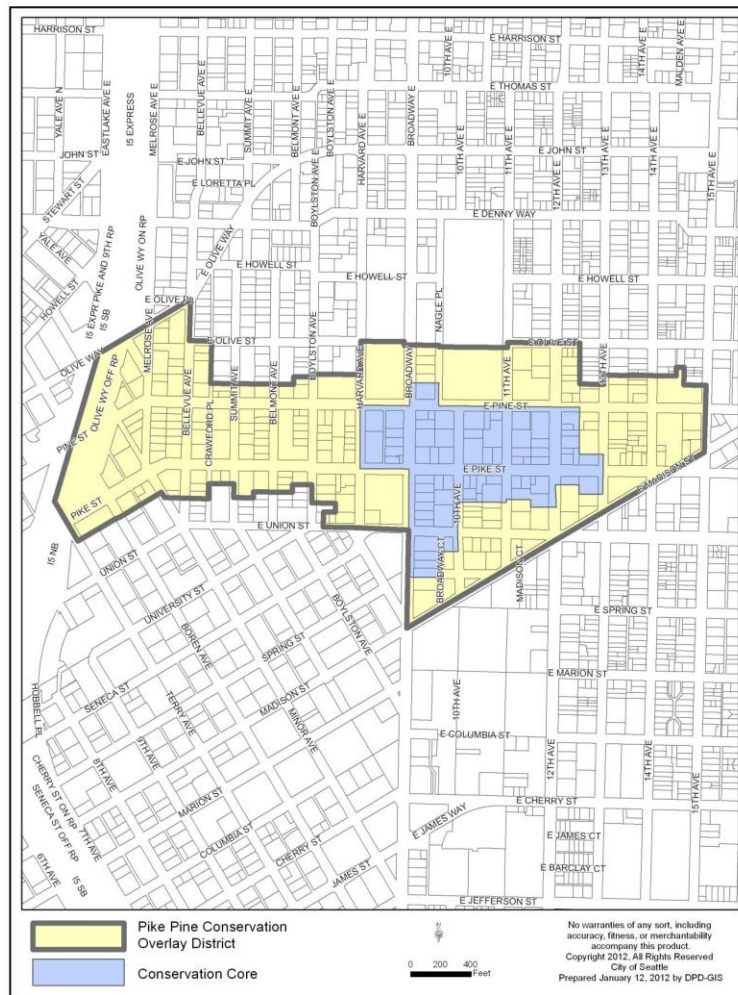 HARRISON ST
E HARRISON ST
YALE AVE N
EASTLAKE AVE E
I5 EXPRESS
MELROSE AVE E
BELLEVUE AVE E
SUMMIT AVE E
BELMONT AVE E
BOYLSTON AVE E
HARVARD AVE E
BROADWAY E
10TH AVE E
11TH AVE E
12TH AVE E
13TH AVE E
14TH AVE E
14TH AVE E
MALDEN AVE E
15TH AVE E
E THOMAS ST
JOHN ST
E JOHN ST
E JOHN ST
E LORETTA PL
STEWART ST
E DENNY WAY
YALE AVE
HOWELL ST
I5 EXPR PIKE AND 9TH RP
I5 SB
OLIVE WY ON RP
E OLIVE WAY
BOYLSTON AVE
E HOWELL ST
E HOWELL ST
E HOWELL ST
E OLIVE PL
NAGLE PL
OLIVE WAY
E OLIVE ST
E OLIVE ST
MELROSE AVE
OLIVE WY OFF RP
BELLEVUE AVE
CRAWFORD PL
SUMMIT AVE
BELMONT AVE
BOYLSTON AVE
HARVARD AVE
BROADWAY
11TH AVE
PINE ST
E PINE ST
E PIKE ST
PIKE ST
E MADISON ST
10TH AVE
E UNION ST
I5 NB
UNION ST
BROADWAY CT
MADISON CT
UNIVERSITY ST
BOYLSTON AVE
E SPRING ST
BOREN AVE
SPRING ST
HUBBELL PL
SENECA ST
MADISON ST
E MARION ST
TERRY AVE
MINOR AVE
10TH AVE
9TH AVE
E COLUMBIA ST
12TH AVE
14TH AVE
15TH AVE
8TH AVE
CHERRY ST ON RP
SENECA ST OFF RP
7TH AVE
MARION ST
E CHERRY ST
COLUMBIA ST
E JAMES WAY
E JAMES CT
CHERRY ST
6TH AVE
I5 SB
JAMES ST
E BARCLAY CT
E JEFFERSON ST
Pike Pine Conservation
Overlay District
Conservation Core
0 200 400
Feet
No warranties of any sort, including
accuracy, fitness, or merchantability
accompany this product.
Copyright 2012, All Rights Reserved
City of Seattle
Prepared January 12, 2012 by DPD-GIS